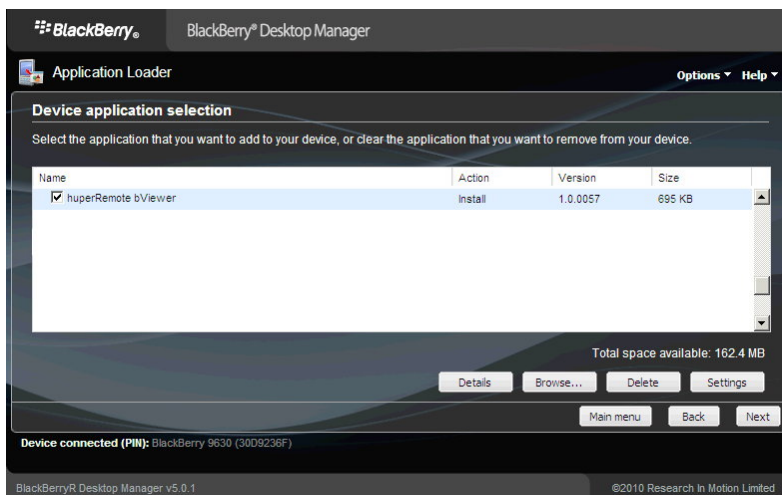 BlackBerry® BlackBerry® Desktop Manager
Application Loader Options Help
Device application selection
Select the application that you want to add to your device, or clear the application that you want to remove from your device.
Name Action Version Size
huperRemote bViewer Install 1.0.0057 695 KB
Total space available: 162.4 MB
Details Browse... Delete Settings
Main menu Back Next
Device connected (PIN): BlackBerry 9630 (30D9236F)
BlackBerryR Desktop Manager v5.0.1 ©2010 Research In Motion Limited